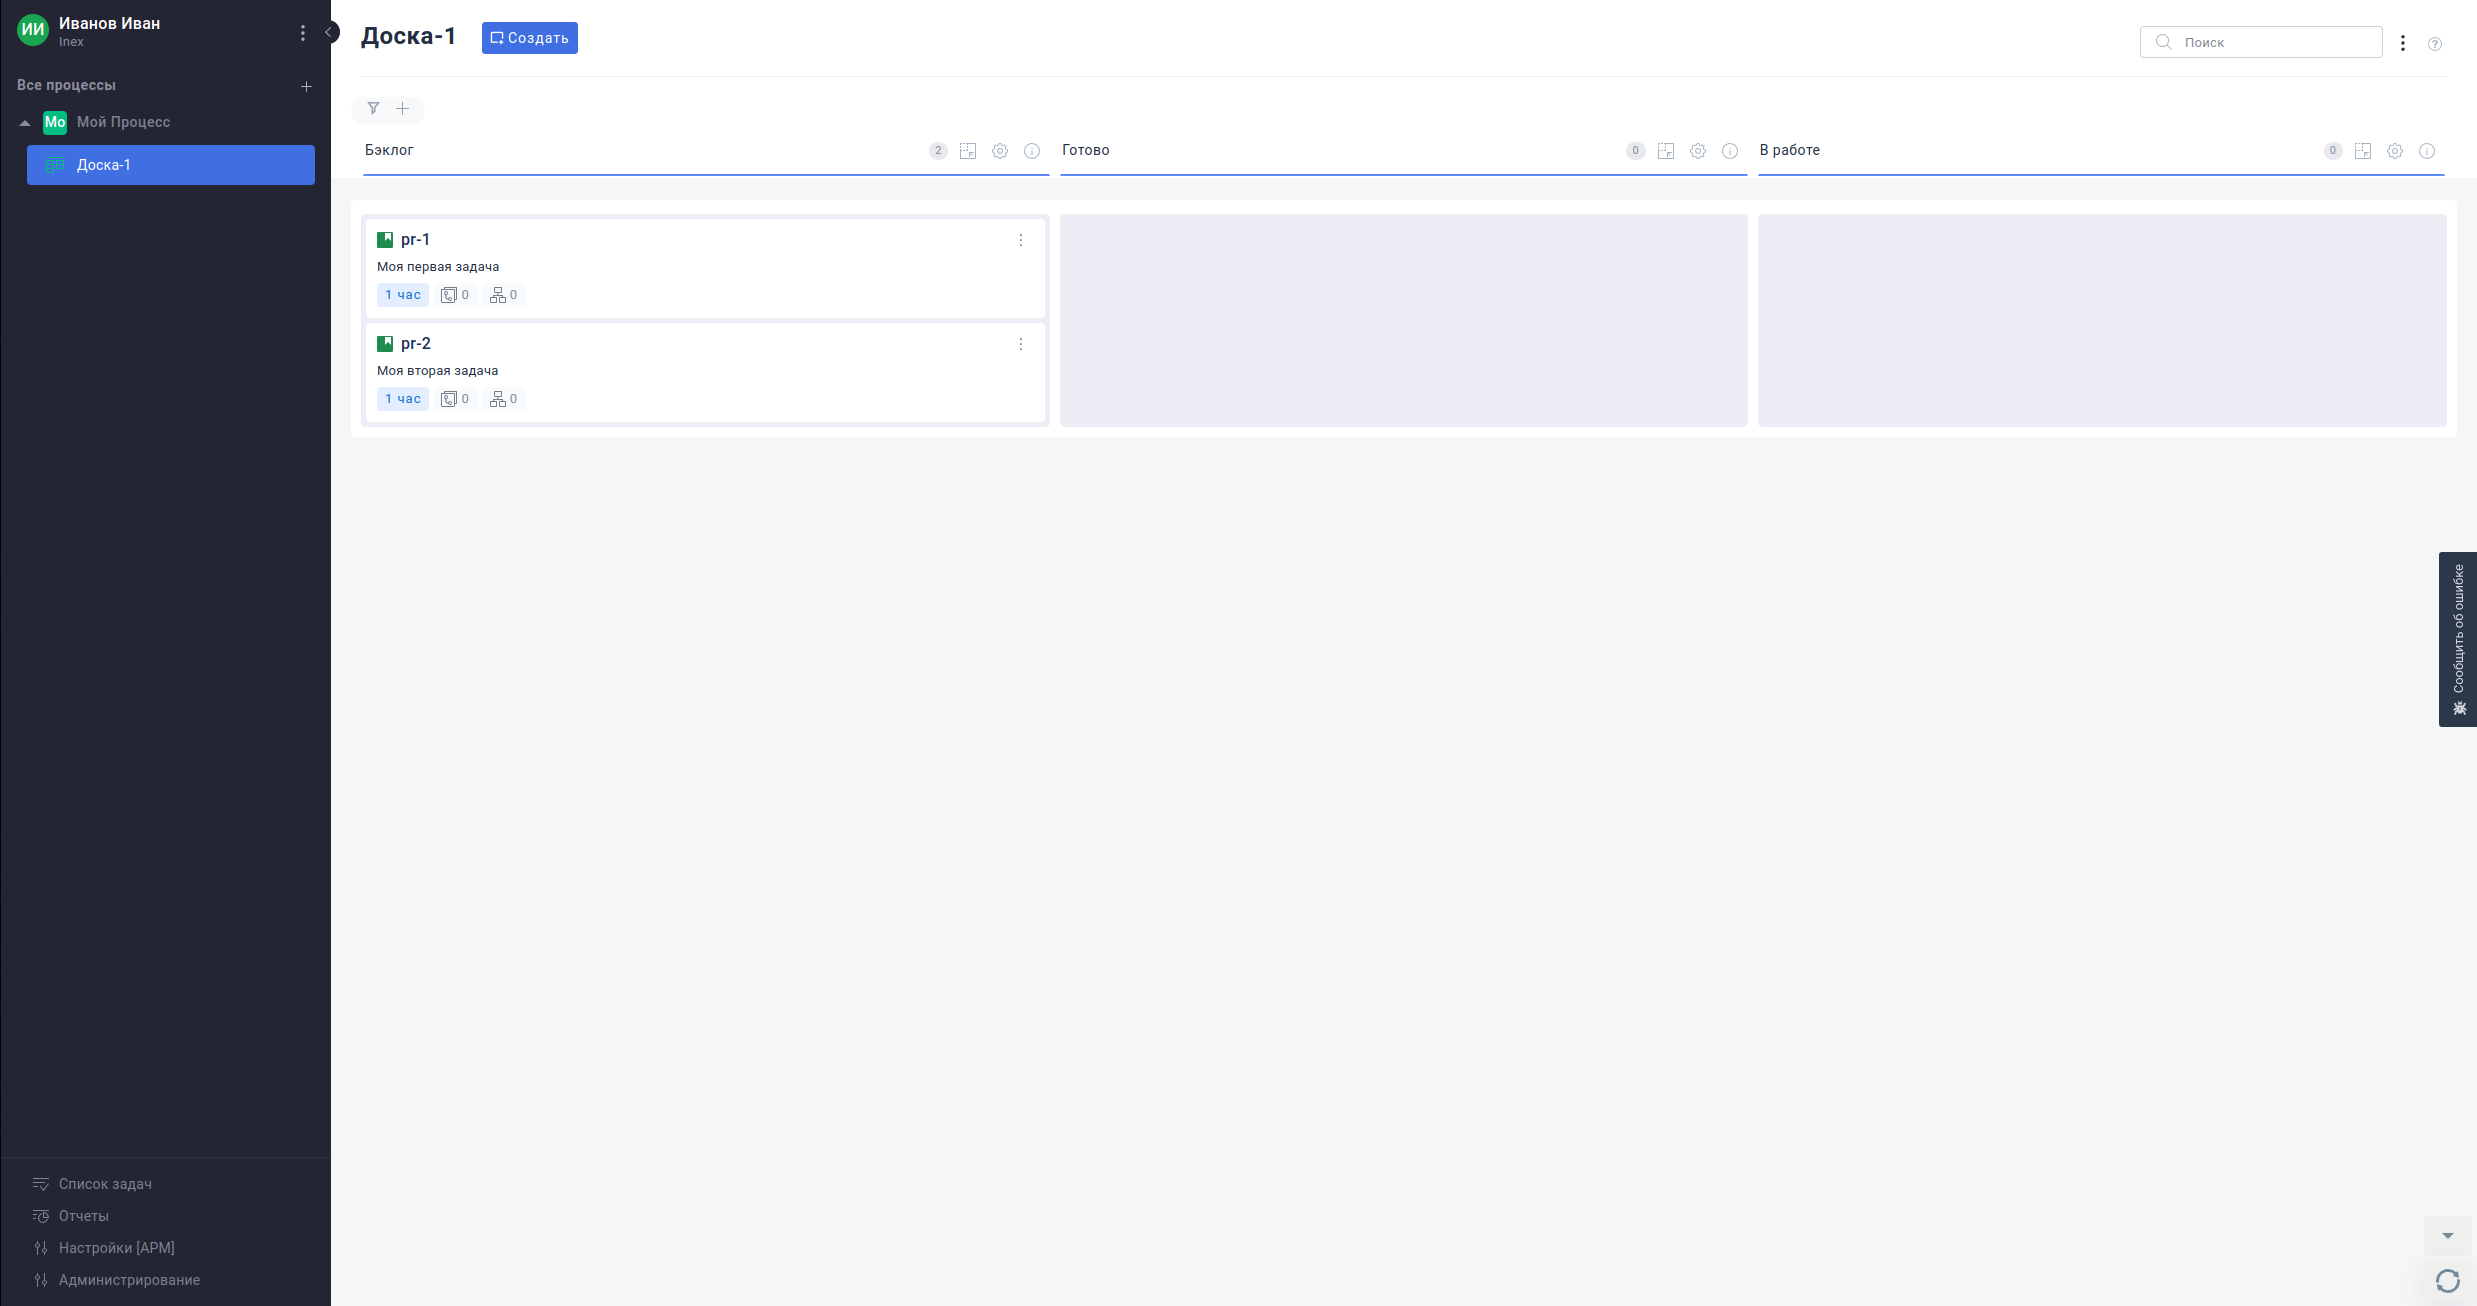 ИИ
Иванов Иван
Inex
Все процессы
Mo Мой Процесс
Доска-1
Список задач
Отчеты
Настройки [АРМ]
Администрирование
Доска-1
Создать
Поиск
Бэклог
2
Готово
0
В работе
0
pr-1
Моя первая задача
1 час 0 0
pr-2
Моя вторая задача
1 час 0 0
Сообщить об ошибке